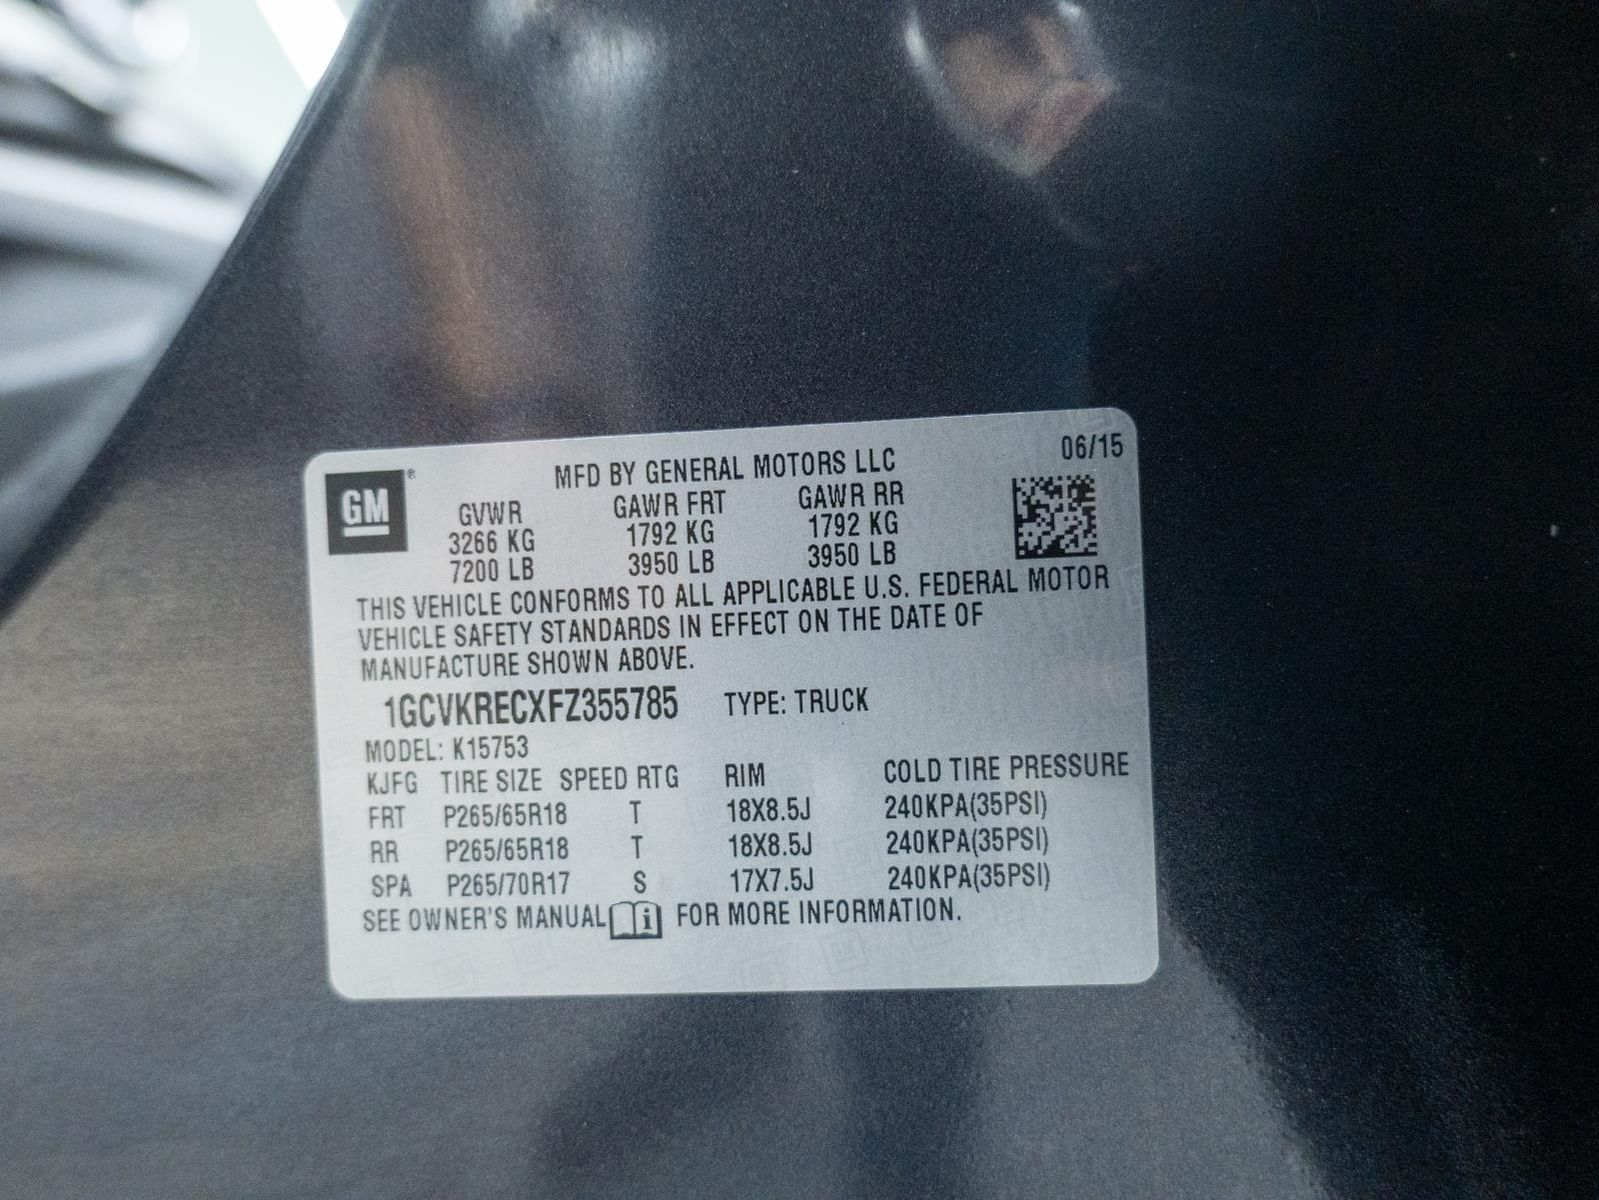 MFD BY GENERAL MOTORS LLC 06/15
GM®
GVWR GAWR FRT GAWR RR
3266 KG 1792 KG 1792 KG
7200 LB 3950 LB 3950 LB
THIS VEHICLE CONFORMS TO ALL APPLICABLE U.S. FEDERAL MOTOR
VEHICLE SAFETY STANDARDS IN EFFECT ON THE DATE OF
MANUFACTURE SHOWN ABOVE.
1GCVKRECXFZ355785 TYPE: TRUCK
MODEL: K15753
KJFG TIRE SIZE SPEED RTG RIM COLD TIRE PRESSURE
FRT P265/65R18 T 18X8.5J 240KPA(35PSI)
RR P265/65R18 T 18X8.5J 240KPA(35PSI)
SPA P265/70R17 S 17X7.5J 240KPA(35PSI)
SEE OWNER'S MANUAL i FOR MORE INFORMATION.